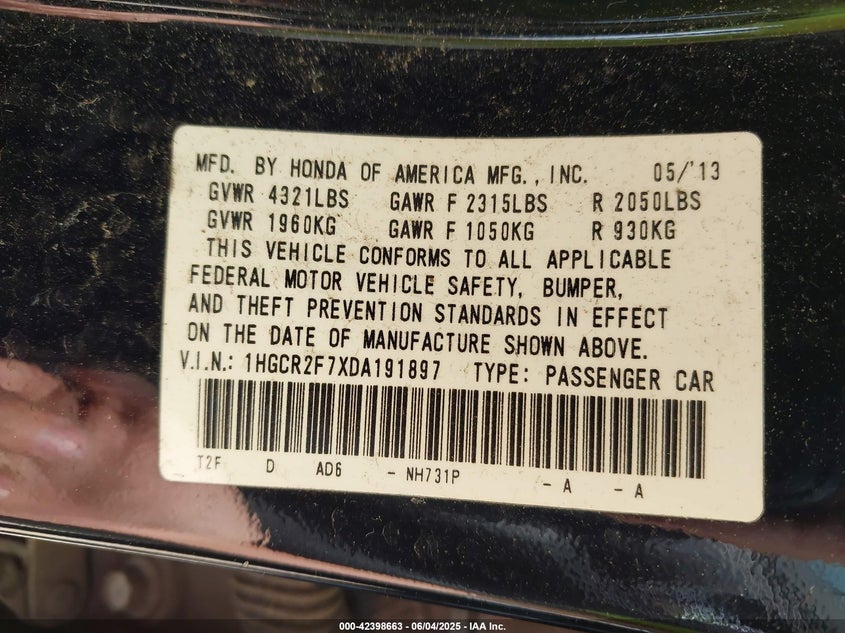 MFD. BY HONDA OF AMERICA MFG., INC. 05/'13
GVWR 4321LBS GAWR F 2315LBS R 2050LBS
GVWR 1960KG GAWR F 1050KG R 930KG
THIS VEHICLE CONFORMS TO ALL APPLICABLE
FEDERAL MOTOR VEHICLE SAFETY, BUMPER,
AND THEFT PREVENTION STANDARDS IN EFFECT
ON THE DATE OF MANUFACTURE SHOWN ABOVE.
V.I.N.: 1HGCR2F7XDA191897 TYPE: PASSENGER CAR
T2F D AD6 - NH731P - A - A
000-42398663 - 06/04/2025 - IAA Inc.